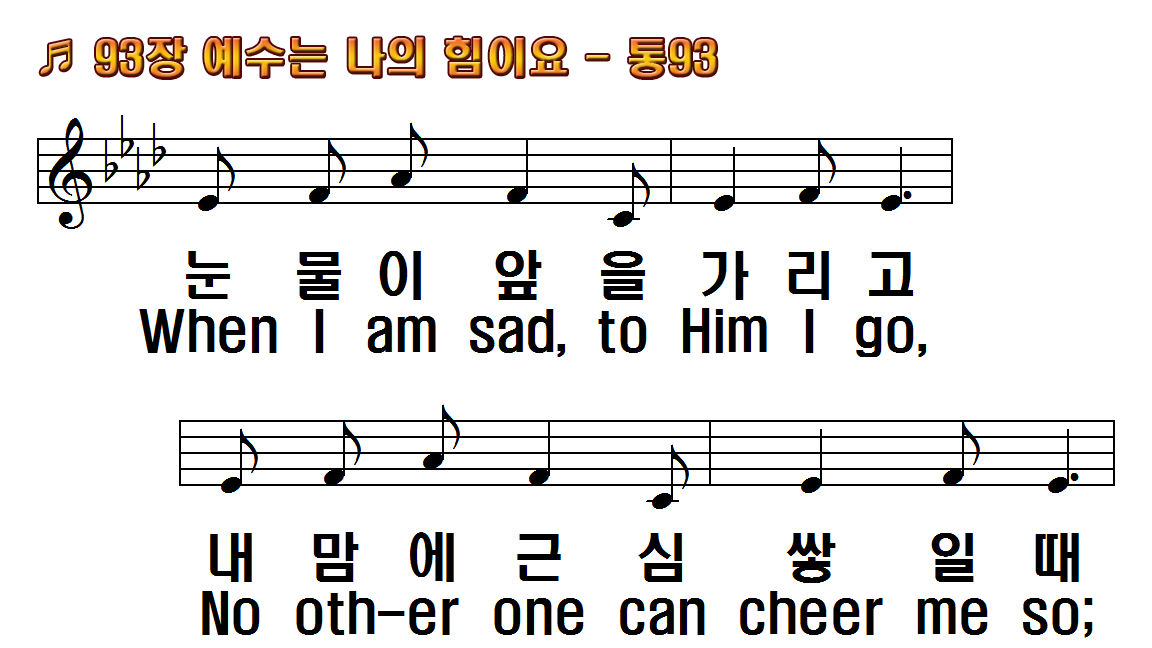 ♬ 93장 예수는 나의 힘이요 - 통93
눈 물 이 앞 을 가 리 고
When I am sad, to Him I go,
내 맘 에 근 심 쌓 일 때
No oth-er one can cheer me so;